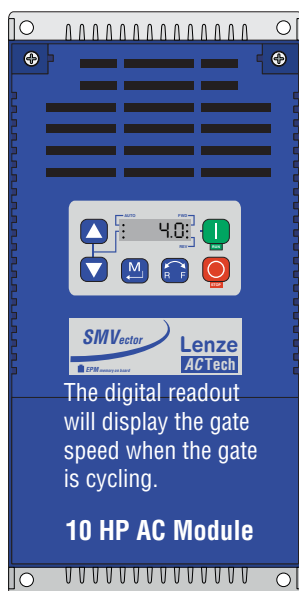 AUTO FWD
4.0
REV
RUN
M
R F
STOP
SMVector
Lenze
ACTech
EPM memory on board
The digital readout
will display the gate
speed when the gate
is cycling.
10 HP AC Module